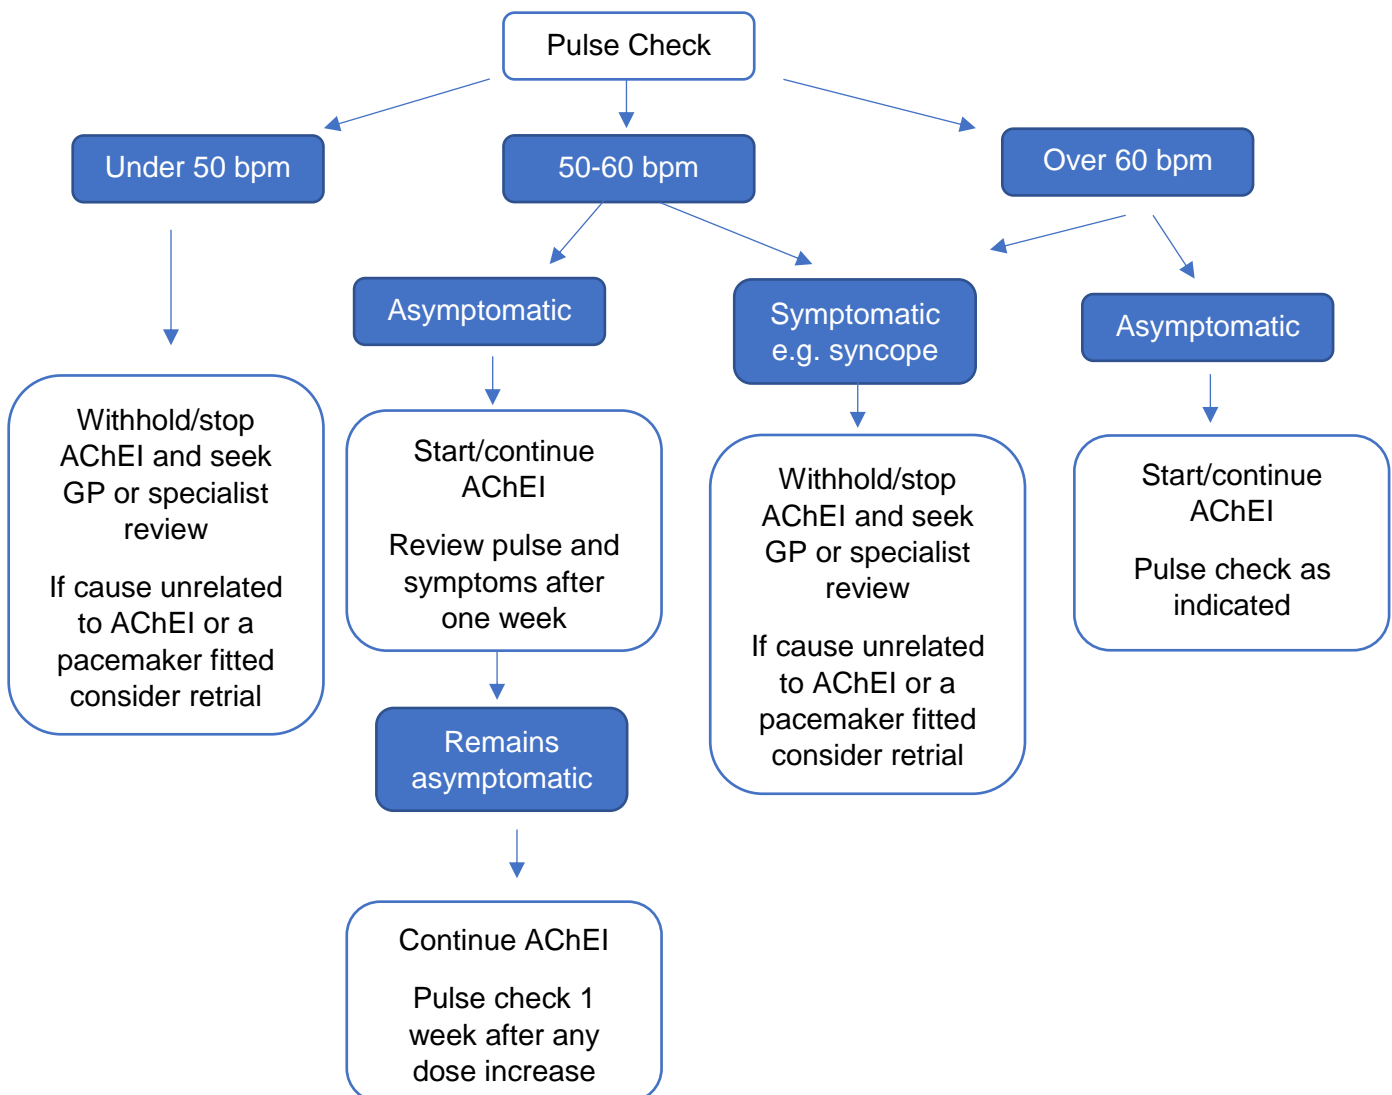 Pulse Check
Under 50 bpm
50-60 bpm
Over 60 bpm
Asymptomatic
Symptomatic
e.g. syncope
Asymptomatic
Withhold/stop
AChEI and seek
GP or specialist
review
If cause unrelated
to AChEI or a
pacemaker fitted
consider retrial
Start/continue
AChEI
Review pulse and
symptoms after
one week
Withhold/stop
AChEI and seek
GP or specialist
review
If cause unrelated
to AChEI or a
pacemaker fitted
consider retrial
Start/continue
AChEI
Pulse check as
indicated
Remains
asymptomatic
Continue AChEI
Pulse check 1
week after any
dose increase